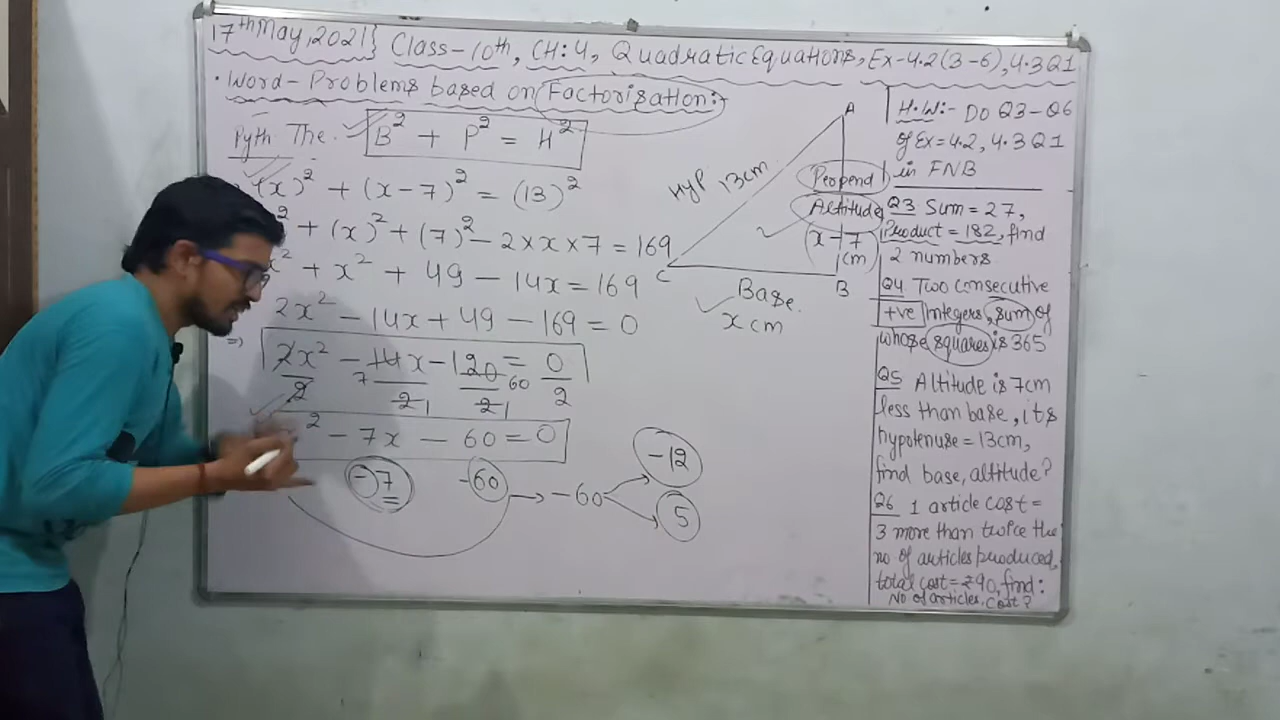 17th May, 2021} Class-10th, CH:4, Quadratic Equations, Ex-4.2(3-6), 4.3 Q1
• Word-Problems based on Factorisation:-
Pyth The. B² + P² = H²
(x)² + (x-7)² = (13)²
² + (x)² + (7)² - 2×x×7 = 169
x² + x² + 49 - 14x = 169
2x² - 14x + 49 - 169 = 0
⇒ 2x² - 14x - 120 = 0
7 60
2 2 1 2 1 2
² - 7x - 60 = 0
-7 -60 → -60
-12
5
A
Hyp 13cm
Perpend
Altitude
(x-7)
cm
C
B
Base
x cm
H.W:- Do Q3-Q6
of Ex=4.2, 4.3 Q1
in FNB
Q3 Sum = 27,
Product = 182, find
2 numbers
Q4 Two consecutive
+ve Integers, sum of
whose squares is 365
Q5 Altitude is 7cm
less than base, its
hypotenuse = 13cm,
find base, altitude?
Q6 1 article cost =
3 more than twice the
no of articles produced,
total cost = ₹90, find:
No of articles, cost?